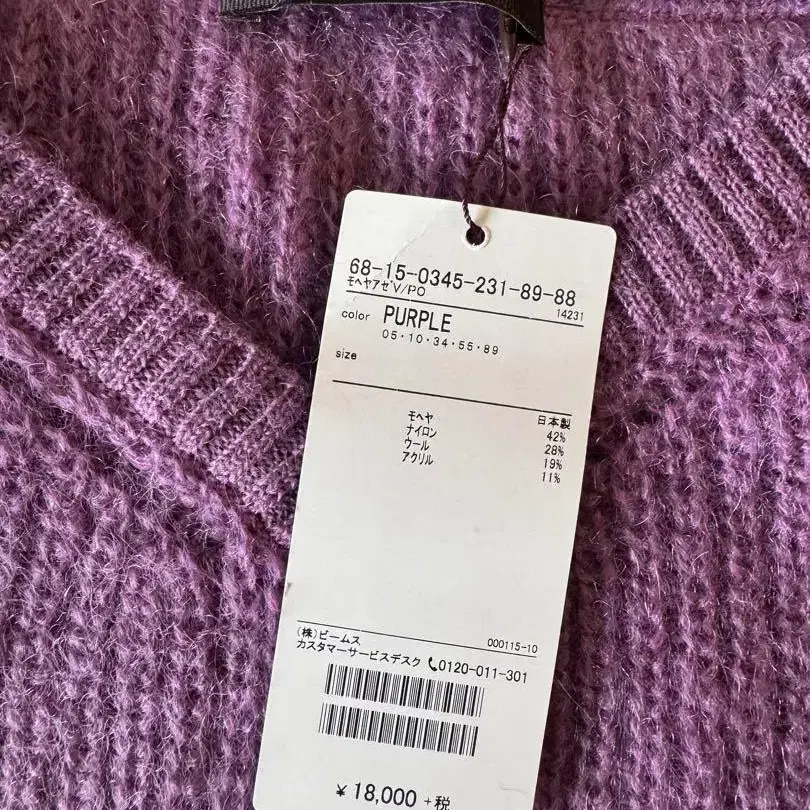 68-15-0345-231-89-88
モヘヤアゼV/PO
14231
color PURPLE
05・10・34・55・89
size
日本製
モヘヤ 42%
ナイロン 28%
ウール 19%
アクリル 11%
(株)ビームス 000115-10
カスタマーサービスデスク 0120-011-301
¥18,000 +税